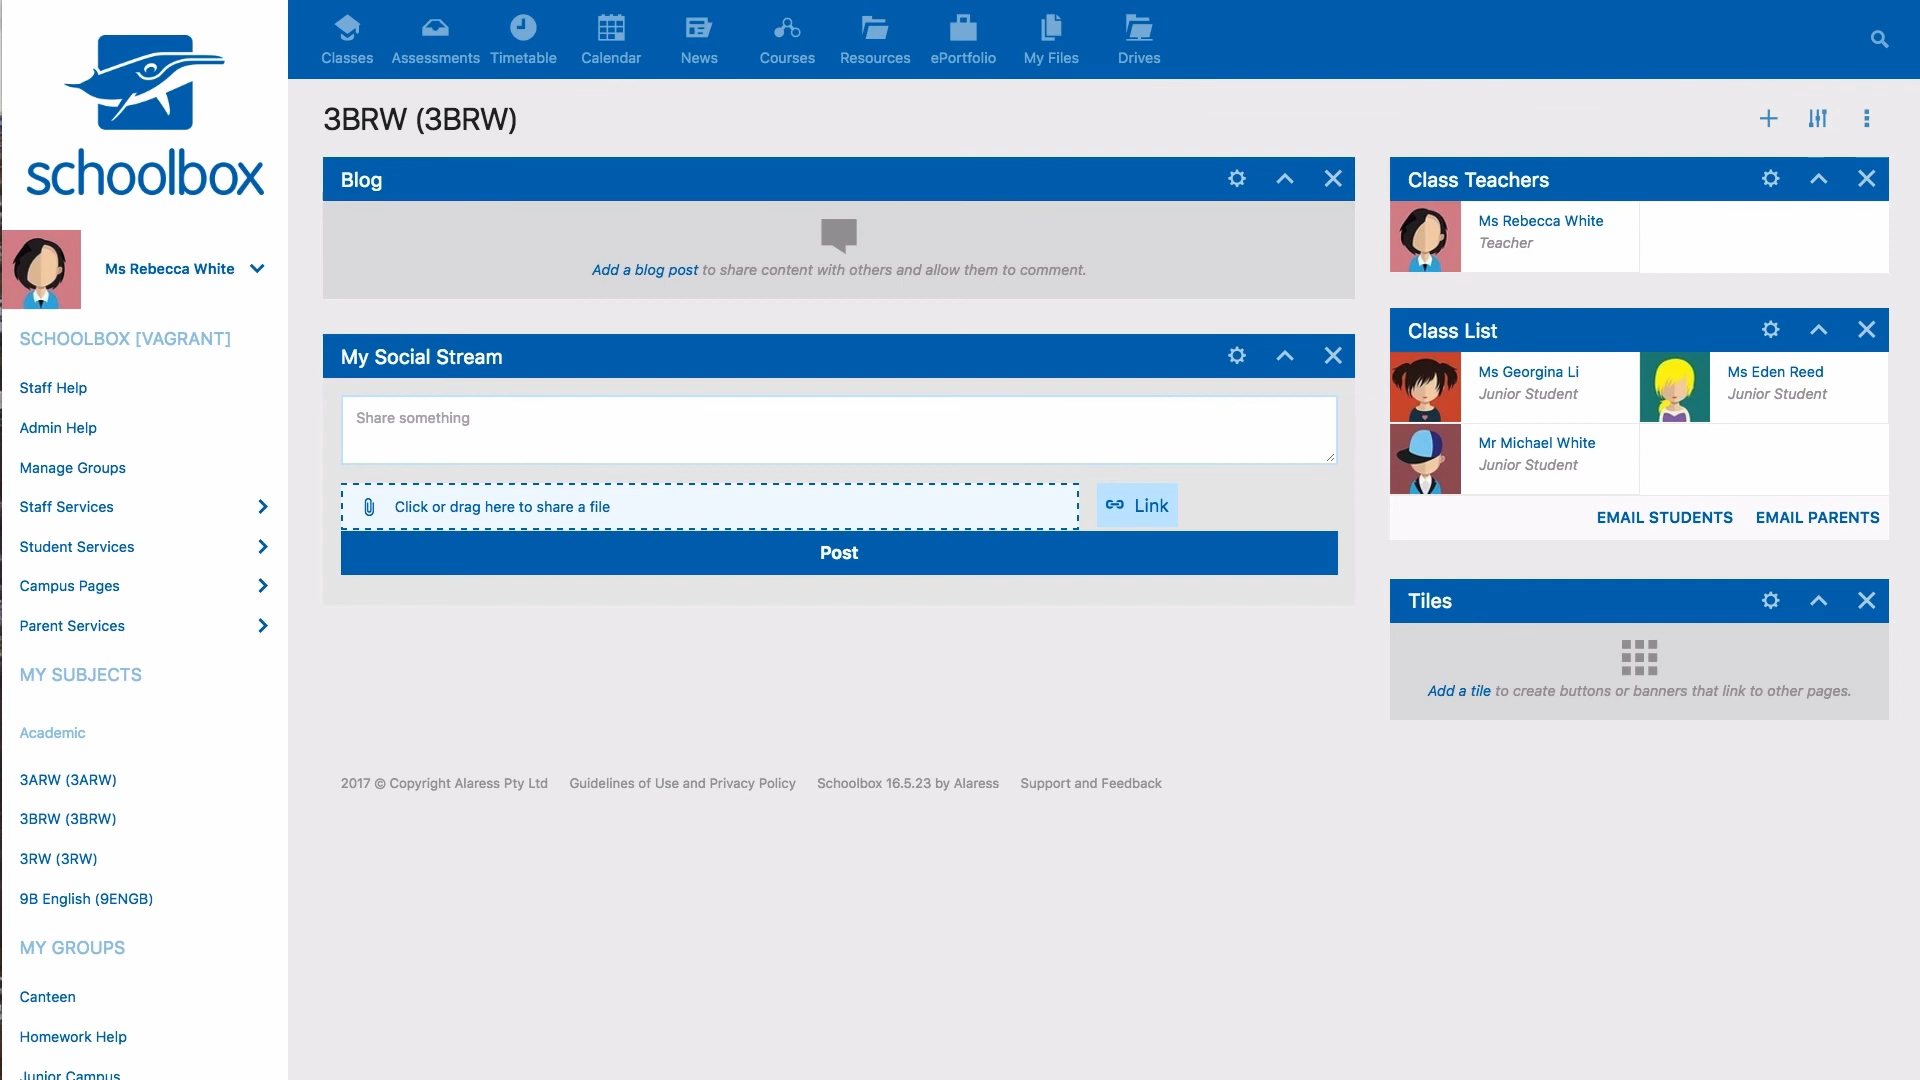 schoolbox
Ms Rebecca White
SCHOOLBOX [VAGRANT]
Staff Help
Admin Help
Manage Groups
Staff Services
Student Services
Campus Pages
Parent Services
MY SUBJECTS
Academic
3ARW (3ARW)
3BRW (3BRW)
3RW (3RW)
9B English (9ENGB)
MY GROUPS
Canteen
Homework Help
Junior Campus
Classes Assessments Timetable Calendar News Courses Resources ePortfolio My Files Drives
3BRW (3BRW)
Blog
Add a blog post to share content with others and allow them to comment.
My Social Stream
Share something
Click or drag here to share a file
Link
Post
Class Teachers
Ms Rebecca White
Teacher
Class List
Ms Georgina Li
Junior Student
Ms Eden Reed
Junior Student
Mr Michael White
Junior Student
EMAIL STUDENTS EMAIL PARENTS
Tiles
Add a tile to create buttons or banners that link to other pages.
2017 © Copyright Alaress Pty Ltd Guidelines of Use and Privacy Policy Schoolbox 16.5.23 by Alaress Support and Feedback